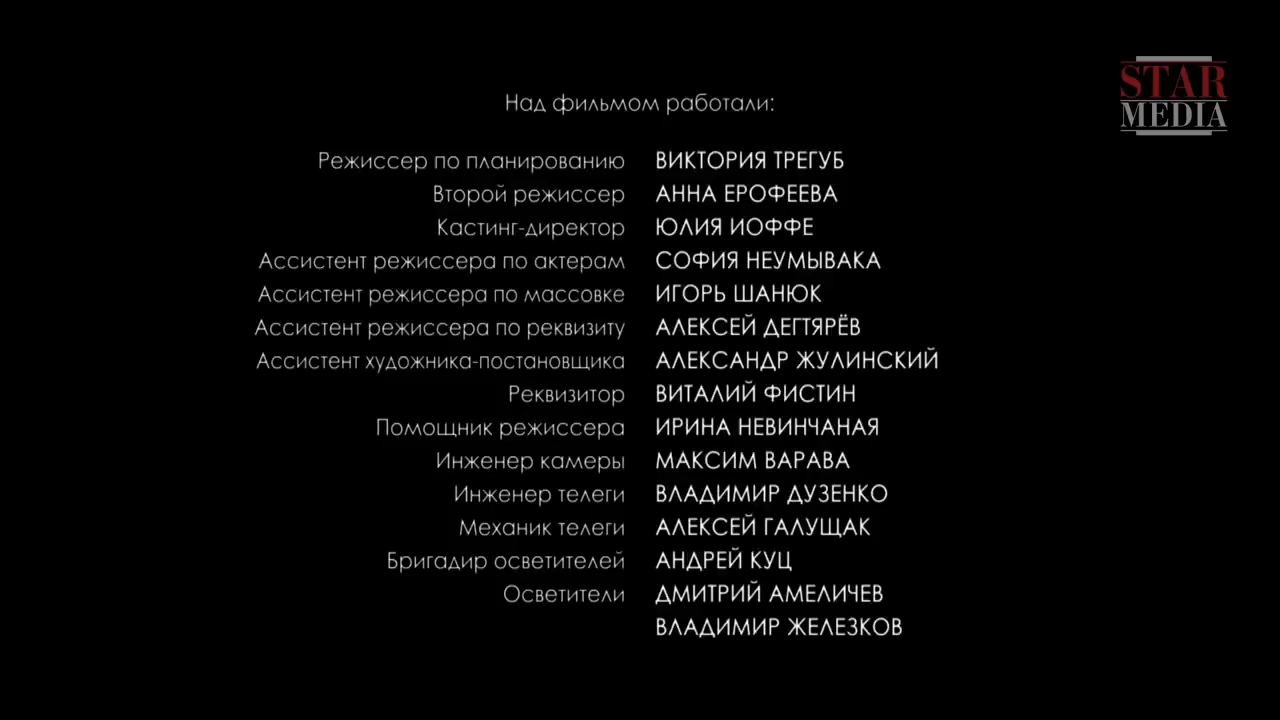 STAR
MEDIA
Над фильмом работали:
Режиссер по планированию ВИКТОРИЯ ТРЕГУБ
Второй режиссер АННА ЕРОФЕЕВА
Кастинг-директор ЮЛИЯ ИОФФЕ
Ассистент режиссера по актерам СОФИЯ НЕУМЫВАКА
Ассистент режиссера по массовке ИГОРЬ ШАНЮК
Ассистент режиссера по реквизиту АЛЕКСЕЙ ДЕГТЯРЁВ
Ассистент художника-постановщика АЛЕКСАНДР ЖУЛИНСКИЙ
Реквизитор ВИТАЛИЙ ФИСТИН
Помощник режиссера ИРИНА НЕВИНЧАНАЯ
Инженер камеры МАКСИМ ВАРАВА
Инженер телеги ВЛАДИМИР ДУЗЕНКО
Механик телеги АЛЕКСЕЙ ГАЛУЩАК
Бригадир осветителей АНДРЕЙ КУЦ
Осветители ДМИТРИЙ АМЕЛИЧЕВ
ВЛАДИМИР ЖЕЛЕЗКОВ